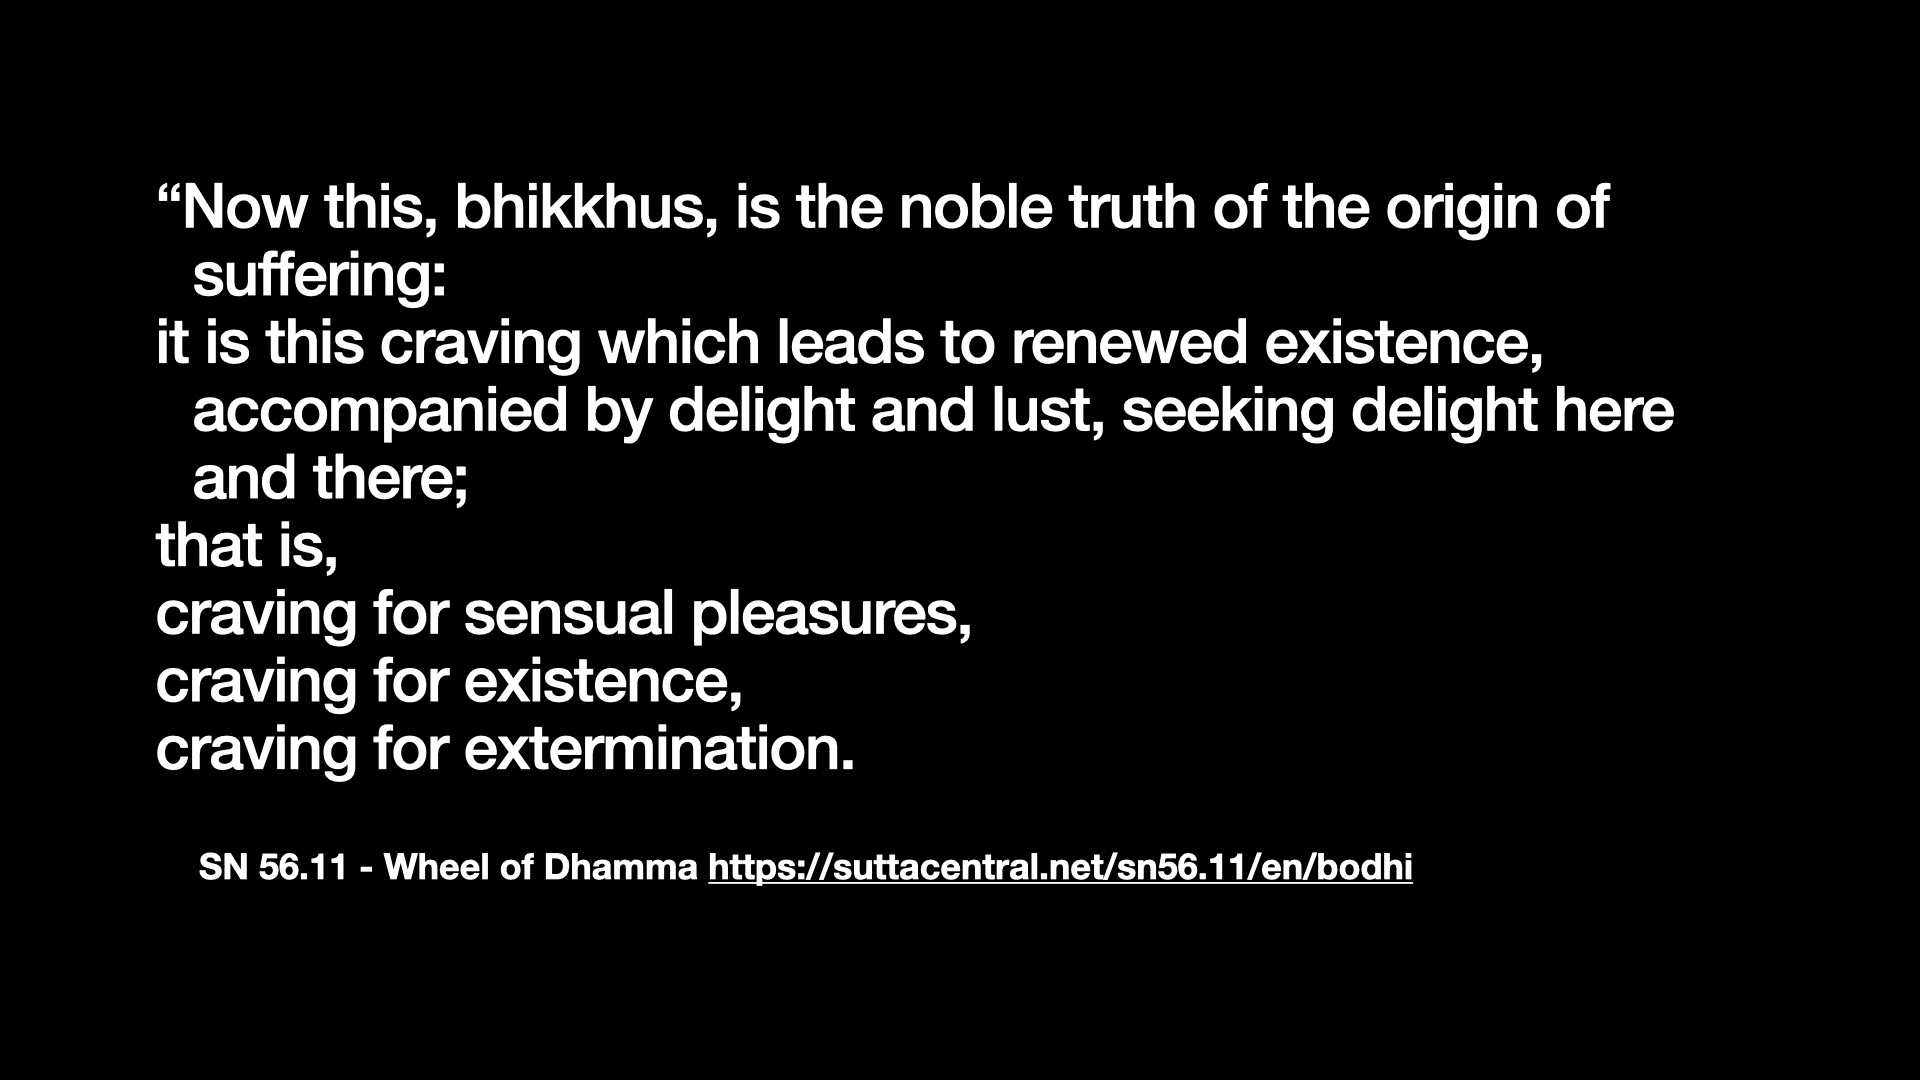 “Now this, bhikkhus, is the noble truth of the origin of
suffering:
it is this craving which leads to renewed existence,
accompanied by delight and lust, seeking delight here
and there;
that is,
craving for sensual pleasures,
craving for existence,
craving for extermination.
SN 56.11 - Wheel of Dhamma https://suttacentral.net/sn56.11/en/bodhi